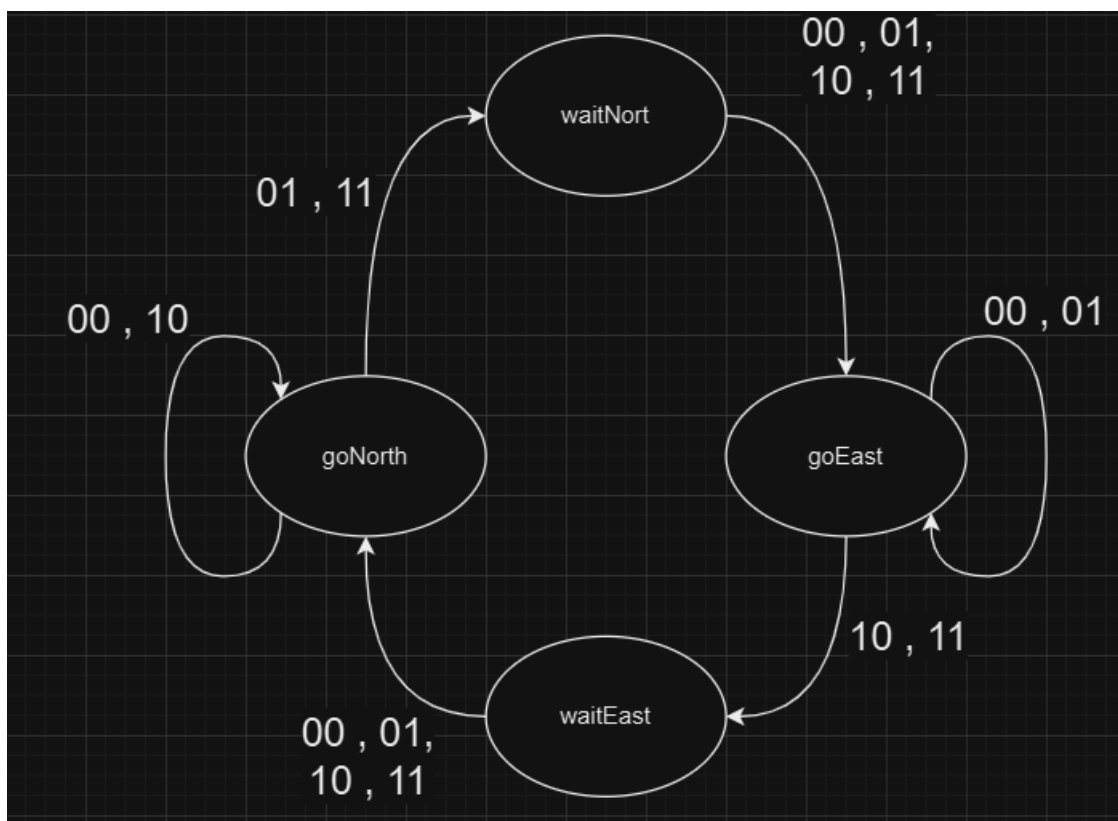 00 , 01,
10 , 11
waitNort
01 , 11
00 , 10
00 , 01
goNorth
goEast
10 , 11
waitEast
00 , 01,
10 , 11